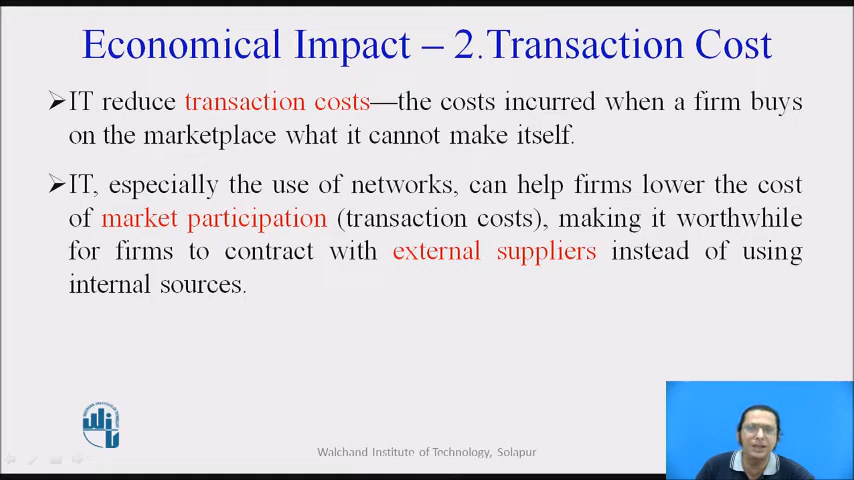 Economical Impact – 2.Transaction Cost
➢IT reduce transaction costs—the costs incurred when a firm buys
on the marketplace what it cannot make itself.
➢IT, especially the use of networks, can help firms lower the cost
of market participation (transaction costs), making it worthwhile
for firms to contract with external suppliers instead of using
internal sources.
Walchand Institute of Technology, Solapur